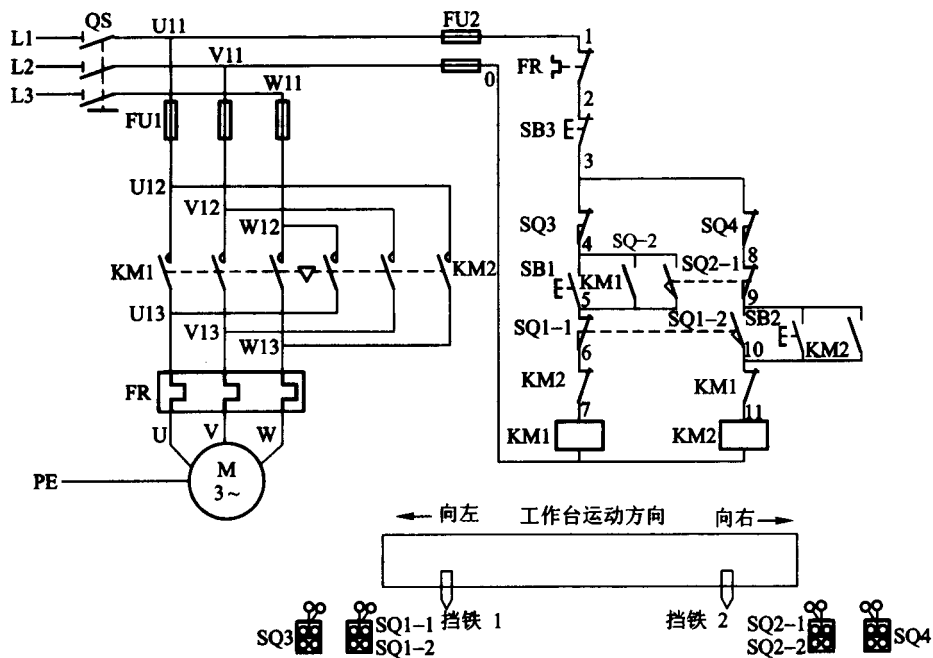 QS
U11
FU2
1
L1
L2
V11
0
FR
L3
W11
2
FU1
SB3
3
U12
V12
W12
SQ3
SQ-2
SQ4
4
8
KM1
KM2
SB1
KM1
SQ2-1
5
9
U13
SQ1-1
SQ1-2
SB2
V13
W13
6
10
KM2
FR
KM2
KM1
U
V
W
7
11
KM1
KM2
M
3~
PE
向左
工作台运动方向
向右
挡铁 1
挡铁 2
SQ3
SQ1-1
SQ1-2
SQ2-1
SQ2-2
SQ4